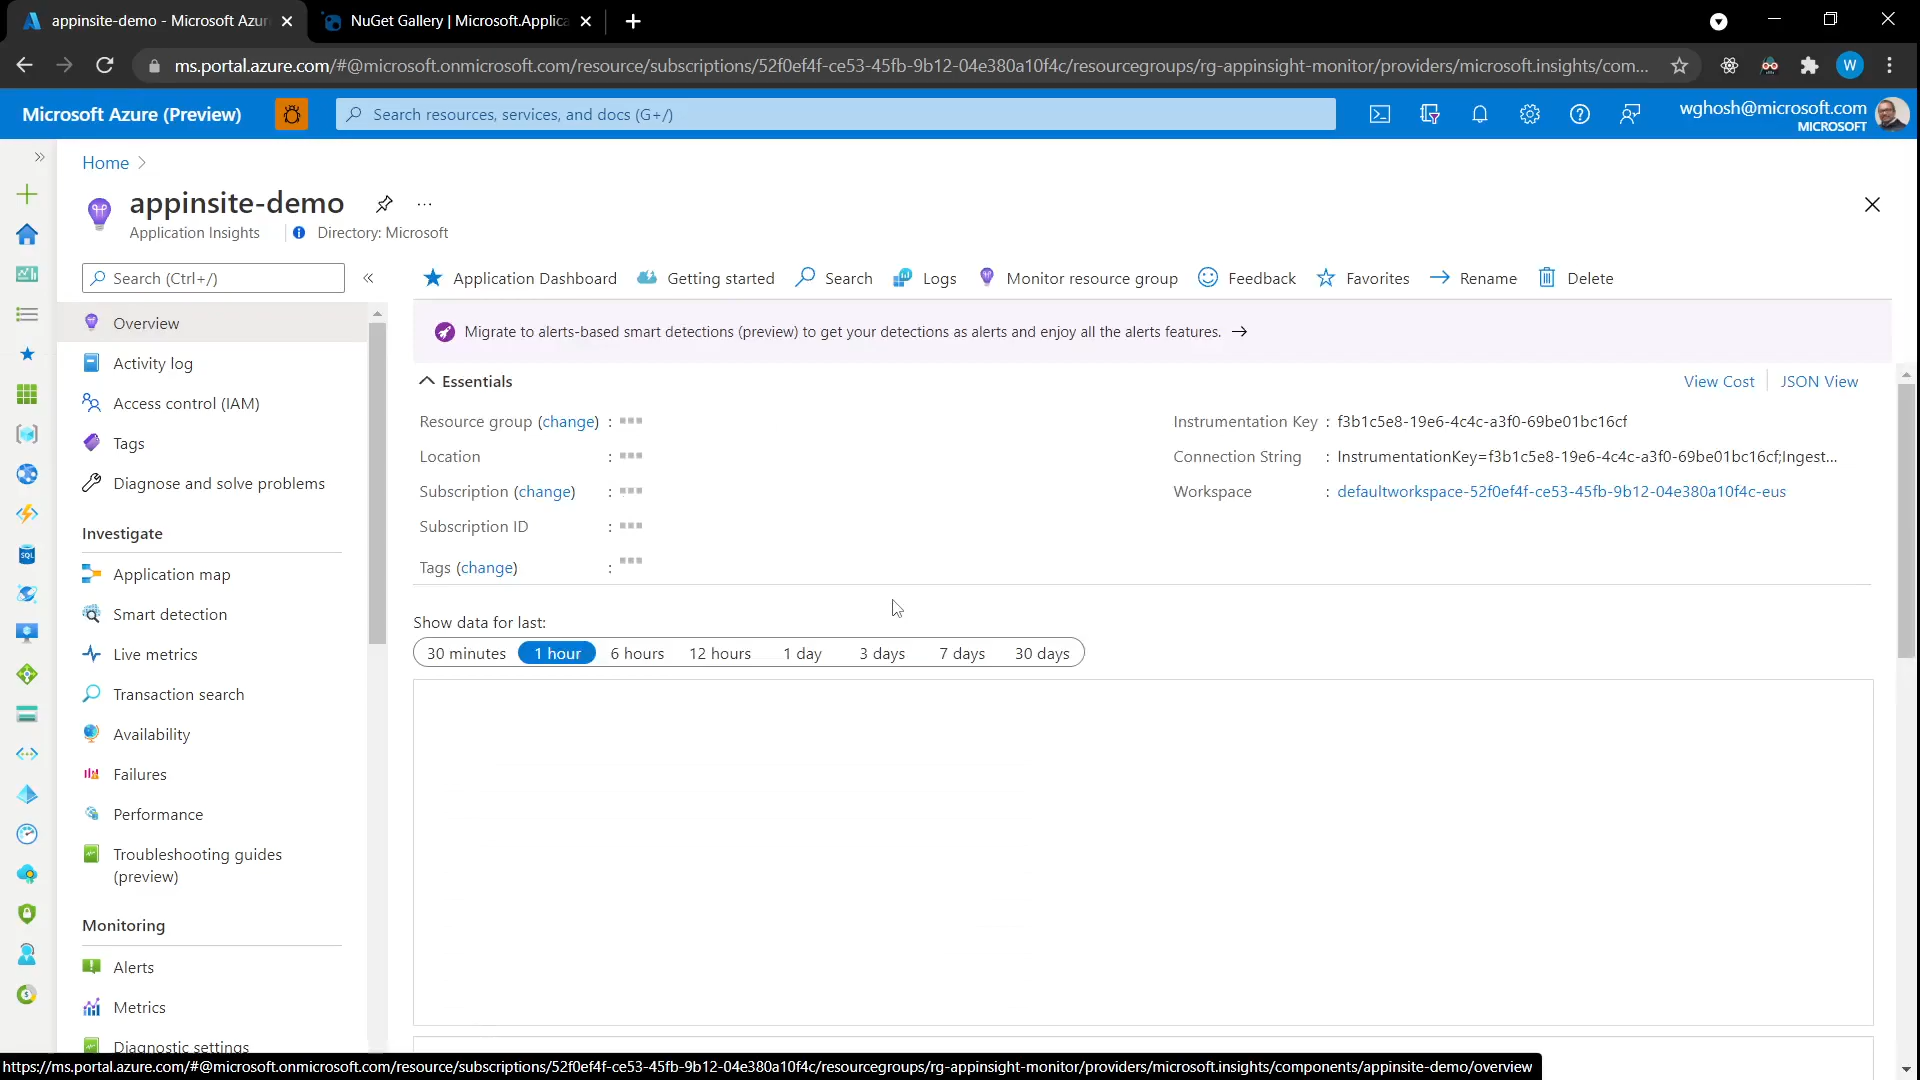 appinsite-demo - Microsoft Azur
NuGet Gallery | Microsoft.Applica
ms.portal.azure.com/#@microsoft.onmicrosoft.com/resource/subscriptions/52f0ef4f-ce53-45fb-9b12-04e380a10f4c/resourcegroups/rg-appinsight-monitor/providers/microsoft.insights/com...
W
Microsoft Azure (Preview)
Search resources, services, and docs (G+/)
wghosh@microsoft.com
MICROSOFT
Home
appinsite-demo
Application Insights
Directory: Microsoft
Search (Ctrl+/)
Application Dashboard
Getting started
Search
Logs
Monitor resource group
Feedback
Favorites
Rename
Delete
Overview
Activity log
Access control (IAM)
Tags
Diagnose and solve problems
Investigate
Application map
Smart detection
Live metrics
Transaction search
Availability
Failures
Performance
Troubleshooting guides
(preview)
Monitoring
Alerts
Metrics
Diagnostic settings
SQL
Migrate to alerts-based smart detections (preview) to get your detections as alerts and enjoy all the alerts features.
Essentials
View Cost
JSON View
Resource group (change) :
Location :
Subscription (change) :
Subscription ID :
Tags (change) :
Instrumentation Key : f3b1c5e8-19e6-4c4c-a3f0-69be01bc16cf
Connection String : InstrumentationKey=f3b1c5e8-19e6-4c4c-a3f0-69be01bc16cf;Ingest...
Workspace : defaultworkspace-52f0ef4f-ce53-45fb-9b12-04e380a10f4c-eus
Show data for last:
30 minutes
1 hour
6 hours
12 hours
1 day
3 days
7 days
30 days
https://ms.portal.azure.com/#@microsoft.onmicrosoft.com/resource/subscriptions/52f0ef4f-ce53-45fb-9b12-04e380a10f4c/resourcegroups/rg-appinsight-monitor/providers/microsoft.insights/components/appinsite-demo/overview